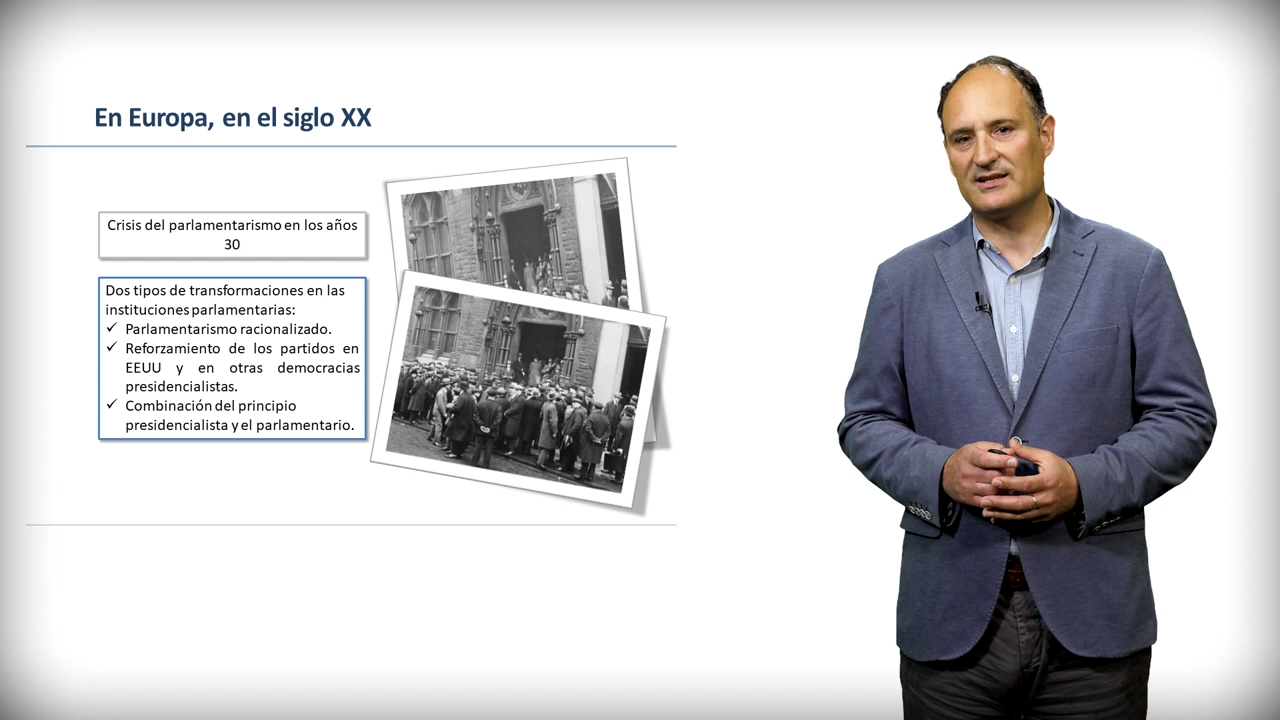 En Europa, en el siglo XX
Crisis del parlamentarismo en los años
30
Dos tipos de transformaciones en las
instituciones parlamentarias:
✓ Parlamentarismo racionalizado.
✓ Reforzamiento de los partidos en
EEUU y en otras democracias
presidencialistas.
✓ Combinación del principio
presidencialista y el parlamentario.